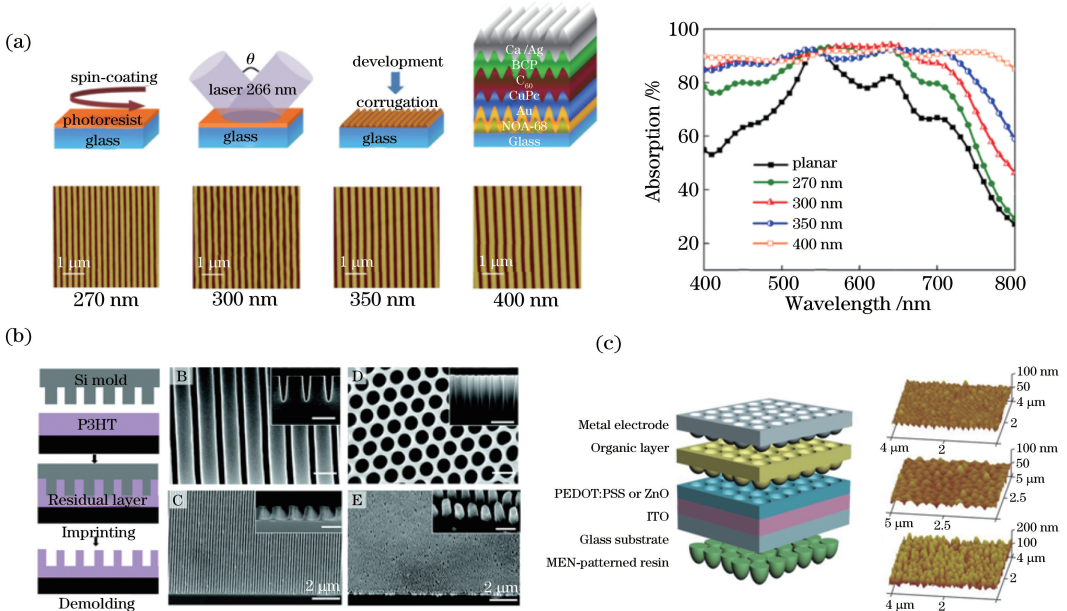 (a)
spin-coating
photoresist
glass
θ
laser 266 nm
glass
development
corrugation
glass
Ca /Ag
BCP
C60
CuPc
Au
NOA-68
Glass
1 μm
270 nm
1 μm
300 nm
1 μm
350 nm
1 μm
400 nm
Absorption /%
100
80
60
40
20
planar
270 nm
300 nm
350 nm
400 nm
400
500
600
700
800
Wavelength /nm
(b)
Si mold
P3HT
Residual layer
Imprinting
Demolding
B
D
C
2 μm
E
2 μm
(c)
Metal electrode
Organic layer
PEDOT:PSS or ZnO
ITO
Glass substrate
MEN-patterned resin
100 nm
50
4 μm
2
4 μm
2
100 nm
50
5 μm
2.5
5 μm
2.5
200 nm
100
4 μm
2
4 μm
2